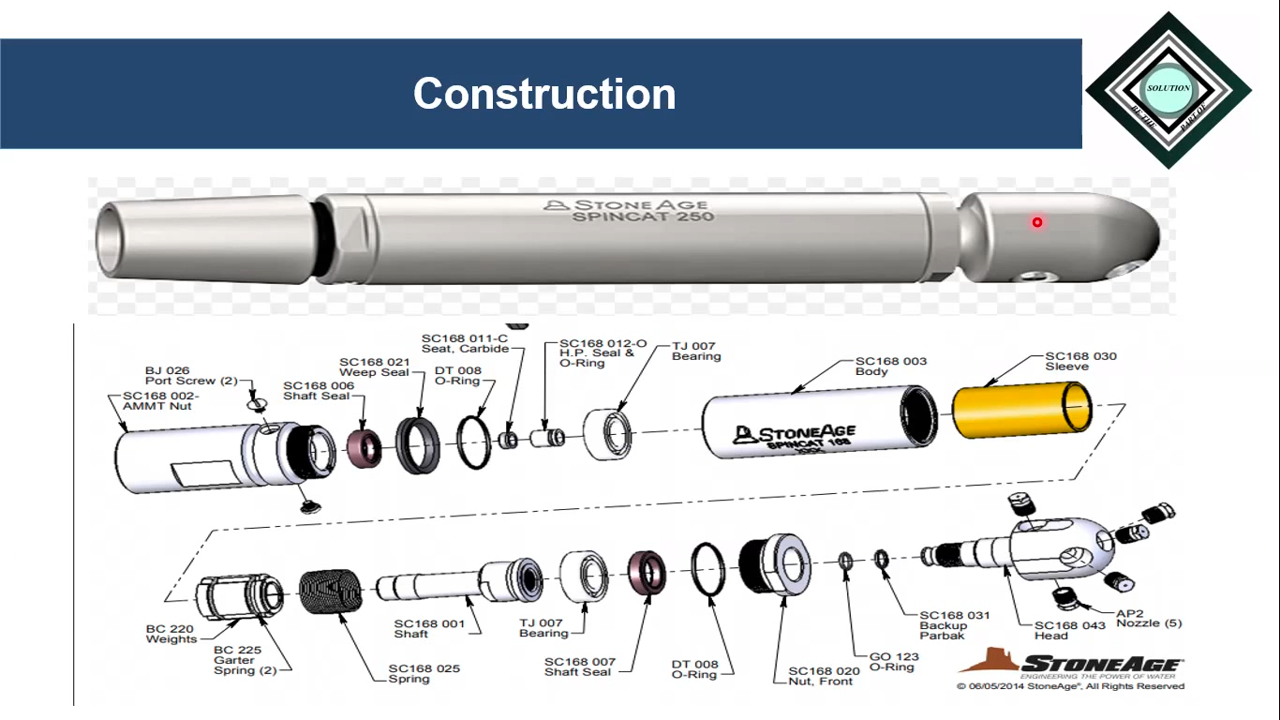 Construction
SOLUTION
BE THE
PART OF
STONEAGE
SPINCAT 250
SC168 011-C
Seat, Carbide
SC168 012-O
H.P. Seal &
O-Ring
TJ 007
Bearing
SC168 003
Body
SC168 030
Sleeve
BJ 026
Port Screw (2)
SC168 002-
AMMT Nut
SC168 006
Shaft Seal
SC168 021
Weep Seal
DT 008
O-Ring
STONEAGE
SPINCAT 168
XXXX
BC 220
Weights
BC 225
Garter
Spring (2)
SC168 025
Spring
SC168 001
Shaft
TJ 007
Bearing
SC168 007
Shaft Seal
DT 008
O-Ring
SC168 020
Nut, Front
GO 123
O-Ring
SC168 031
Backup
Parbak
SC168 043
Head
AP2
Nozzle (5)
STONEAGE®
ENGINEERING THE POWER OF WATER
© 06/05/2014 StoneAge®, All Rights Reserved